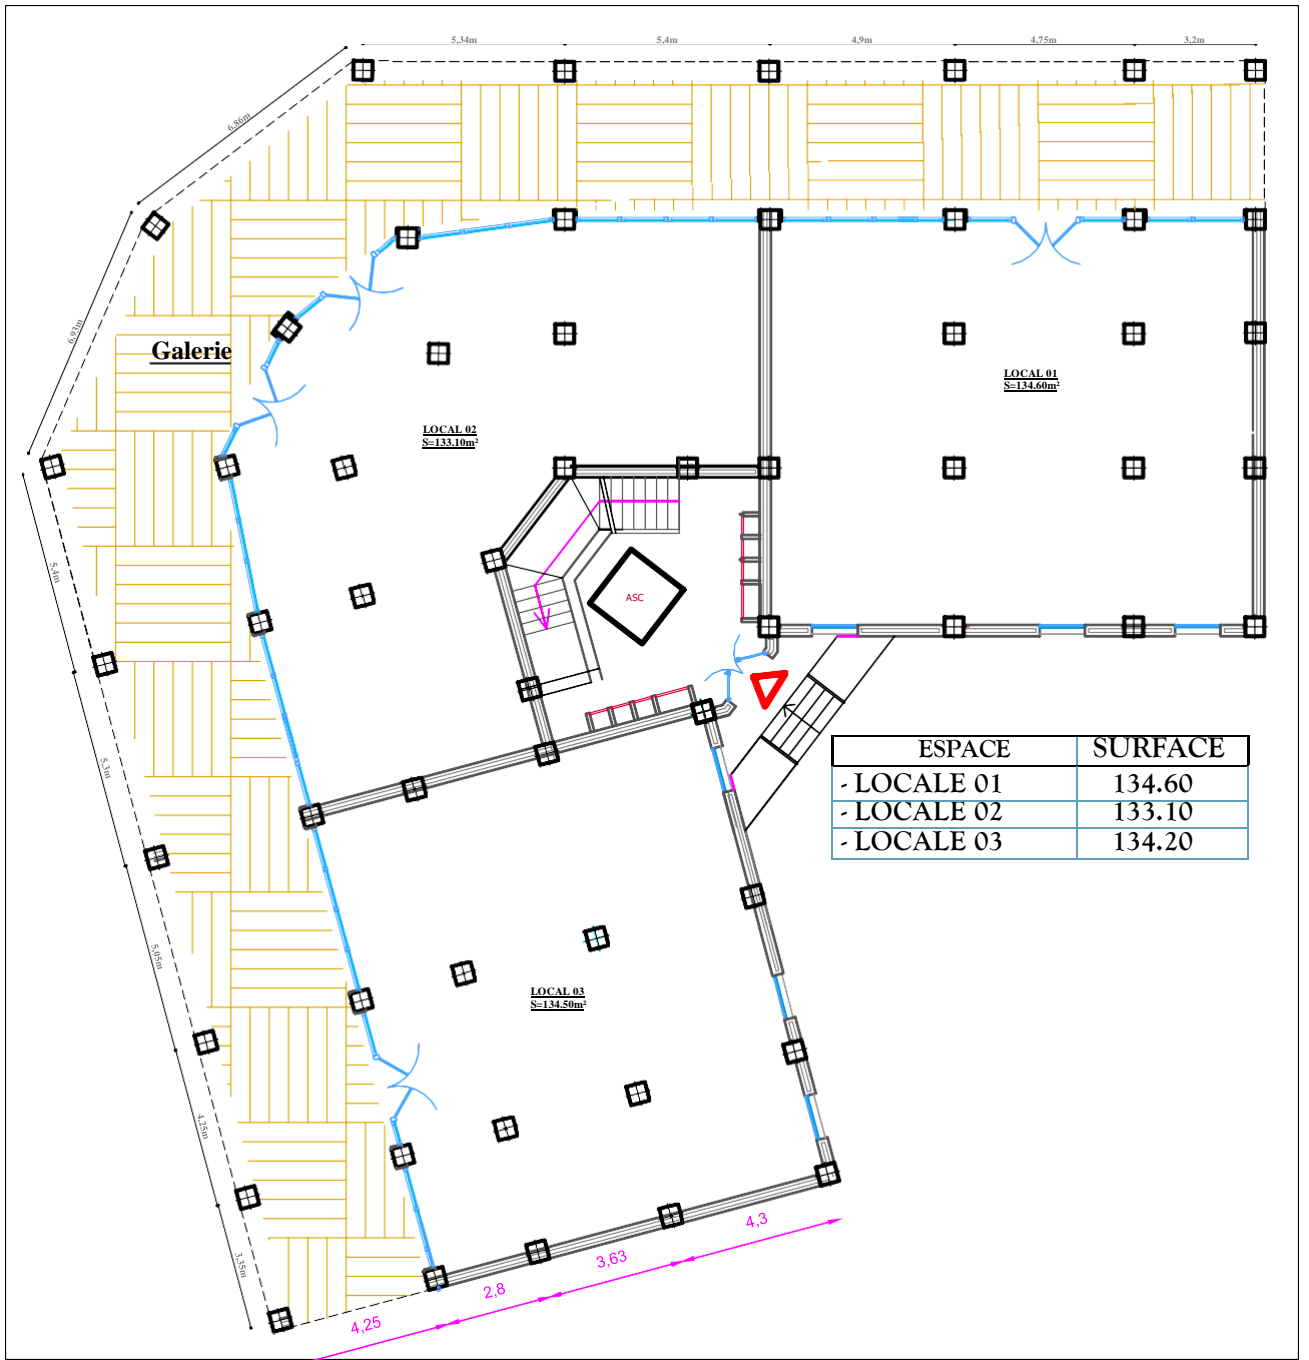 5,34m
5,4m
4,9m
4,75m
3,2m
6,86m
6,93m
Galerie
LOCAL 01
S=134.60m²
LOCAL 02
S=133.10m²
5,4m
ASC
ESPACE SURFACE
- LOCALE 01 134.60
- LOCALE 02 133.10
- LOCALE 03 134.20
5,3m
5,05m
LOCAL 03
S=134.50m²
4,25m
3,35m
4,3
3,63
2,8
4,25